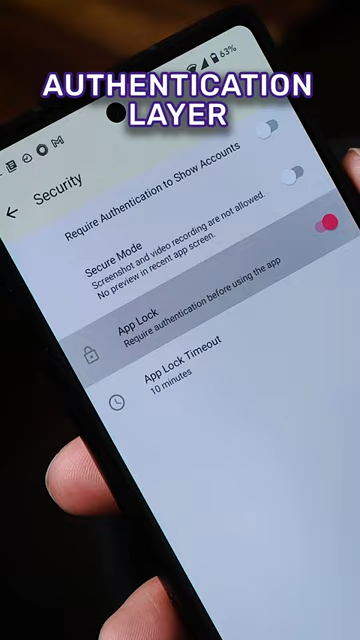 AUTHENTICATION
LAYER
63%
Security
Require Authentication to Show Accounts
Secure Mode
Screenshot and video recording are not allowed.
No preview in recent app screen.
App Lock
Require authentication before using the app
App Lock Timeout
10 minutes